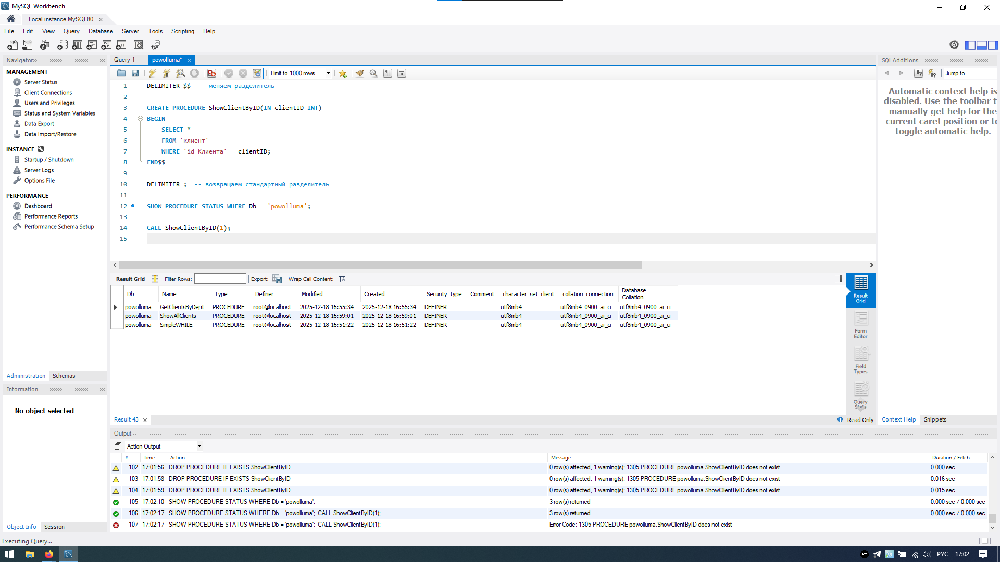 MySQL Workbench
Local instance MySQL80
File Edit View Query Database Server Tools Scripting Help
Navigator
MANAGEMENT
Server Status
Client Connections
Users and Privileges
Status and System Variables
Data Export
Data Import/Restore
INSTANCE
Startup / Shutdown
Server Logs
Options File
PERFORMANCE
Dashboard
Performance Reports
Performance Schema Setup
Administration Schemas
Information
No object selected
Object Info Session
Query 1 powolluma*
Limit to 1000 rows
1 DELIMITER $$ -- меняем разделитель
2
3 CREATE PROCEDURE ShowClientByID(IN clientID INT)
4 BEGIN
5 SELECT *
6 FROM `клиент`
7 WHERE `id_Клиента` = clientID;
8 END$$
9
10 DELIMITER ; -- возвращаем стандартный разделитель
11
12 SHOW PROCEDURE STATUS WHERE Db = 'powolluma';
13
14 CALL ShowClientByID(1);
15
Result Grid Filter Rows: Export: Wrap Cell Content:
Db Name Type Definer Modified Created Security_type Comment character_set_client collation_connection Database Collation
powolluma GetClientsByDept PROCEDURE root@localhost 2025-12-18 16:55:34 2025-12-18 16:55:34 DEFINER utf8mb4 utf8mb4_0900_ai_ci utf8mb4_0900_ai_ci
powolluma ShowAllClients PROCEDURE root@localhost 2025-12-18 16:59:01 2025-12-18 16:59:01 DEFINER utf8mb4 utf8mb4_0900_ai_ci utf8mb4_0900_ai_ci
powolluma SimpleWHILE PROCEDURE root@localhost 2025-12-18 16:51:22 2025-12-18 16:51:22 DEFINER utf8mb4 utf8mb4_0900_ai_ci utf8mb4_0900_ai_ci
Result Grid
Form Editor
Field Types
Query Stats
Result 43
Read Only
SQLAdditions
Jump to
Automatic context help is
disabled. Use the toolbar t
manually get help for the
current caret position or to
toggle automatic help.
Context Help Snippets
Output
Action Output
# Time Action Message Duration / Fetch
102 17:01:56 DROP PROCEDURE IF EXISTS ShowClientByID 0 row(s) affected, 1 warning(s): 1305 PROCEDURE powolluma.ShowClientByID does not exist 0.000 sec
103 17:01:58 DROP PROCEDURE IF EXISTS ShowClientByID 0 row(s) affected, 1 warning(s): 1305 PROCEDURE powolluma.ShowClientByID does not exist 0.016 sec
104 17:01:59 DROP PROCEDURE IF EXISTS ShowClientByID 0 row(s) affected, 1 warning(s): 1305 PROCEDURE powolluma.ShowClientByID does not exist 0.015 sec
105 17:02:10 SHOW PROCEDURE STATUS WHERE Db = 'powolluma'; 3 row(s) returned 0.000 sec / 0.000 sec
106 17:02:17 SHOW PROCEDURE STATUS WHERE Db = 'powolluma'; CALL ShowClientByID(1); 3 row(s) returned 0.000 sec / 0.000 sec
107 17:02:17 SHOW PROCEDURE STATUS WHERE Db = 'powolluma'; CALL ShowClientByID(1); Error Code: 1305 PROCEDURE powolluma.ShowClientByID does not exist
Executing Query...
РУС 17:02